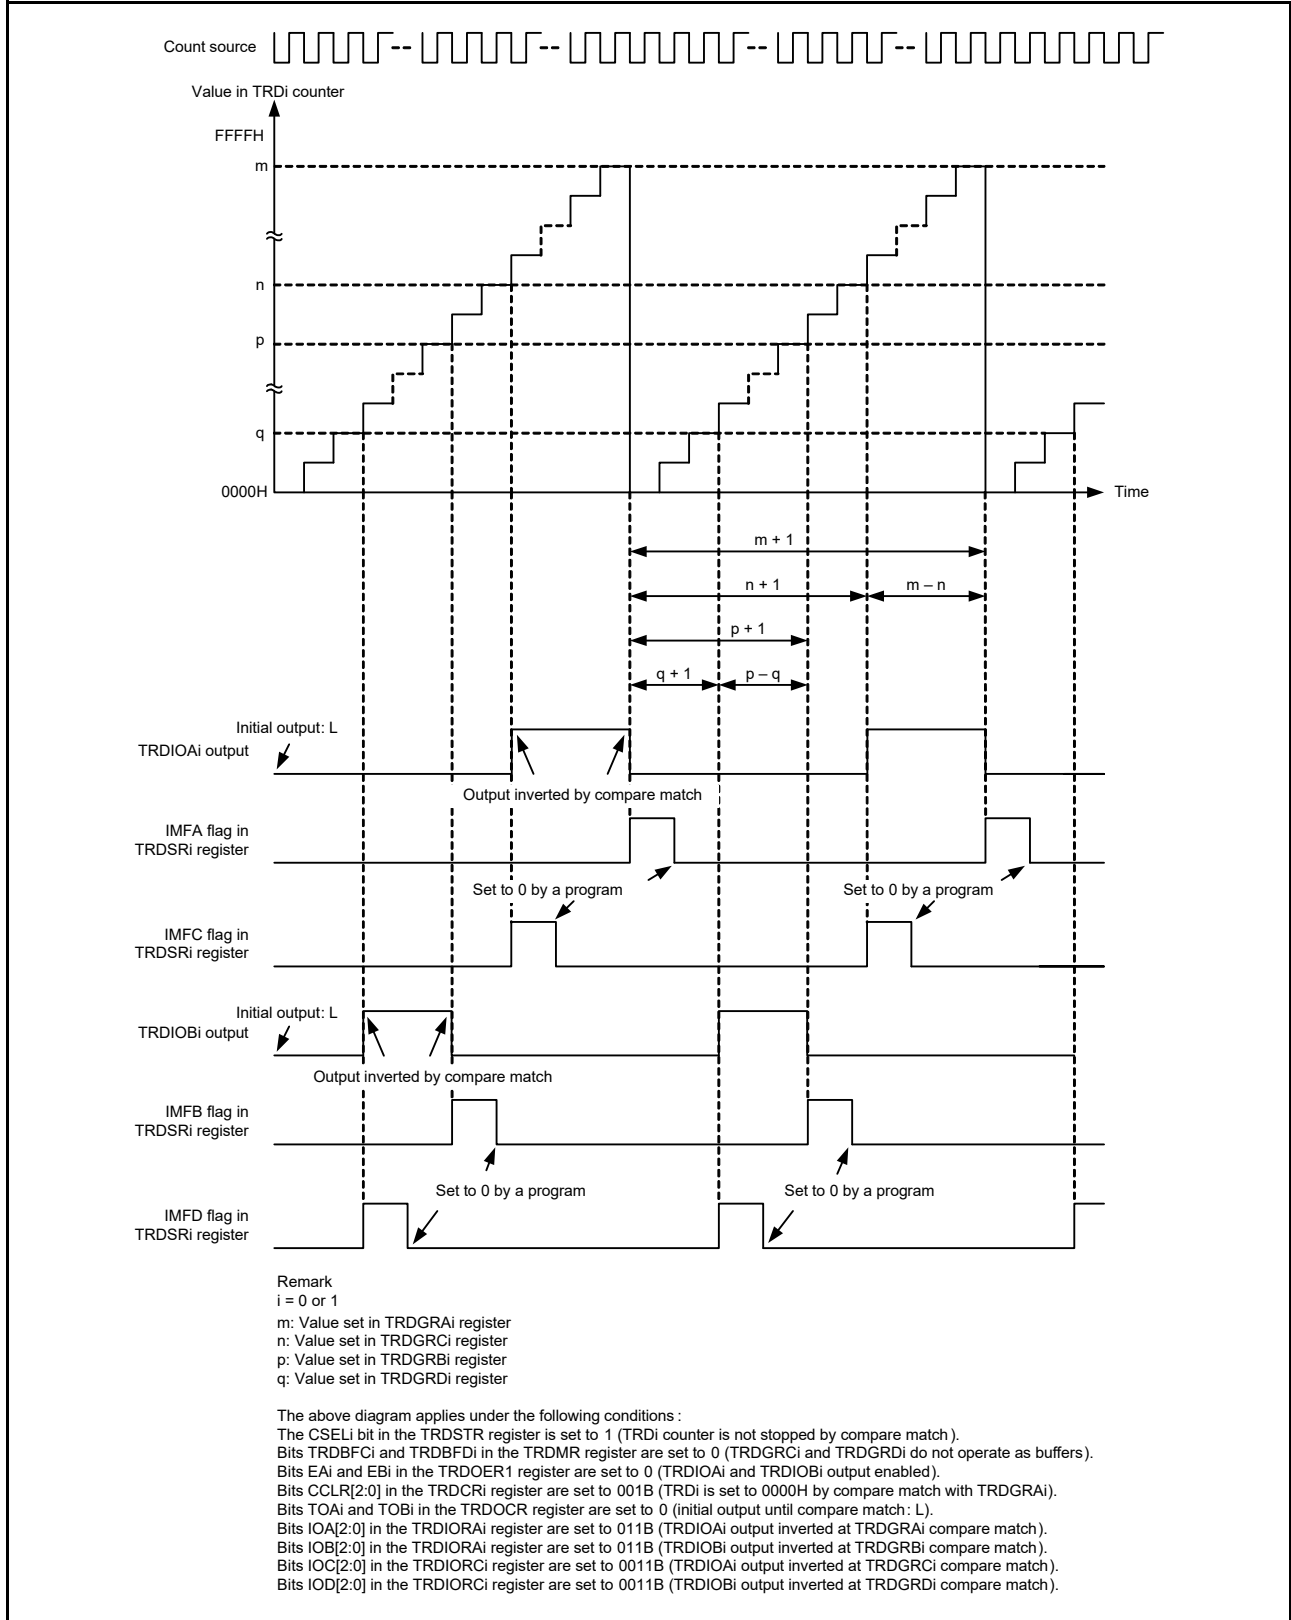 Count source
Value in TRDi counter
FFFFH
m
n
p
q
0000H
Time
m + 1
n + 1
m – n
p + 1
q + 1
p – q
Initial output: L
TRDIOAi output
Output inverted by compare match
IMFA flag in
TRDSRi register
Set to 0 by a program
Set to 0 by a program
IMFC flag in
TRDSRi register
Initial output: L
TRDIOBi output
Output inverted by compare match
IMFB flag in
TRDSRi register
Set to 0 by a program
Set to 0 by a program
IMFD flag in
TRDSRi register
Remark
i = 0 or 1
m: Value set in TRDGRAi register
n: Value set in TRDGRCi register
p: Value set in TRDGRBi register
q: Value set in TRDGRDi register
The above diagram applies under the following conditions :
The CSELi bit in the TRDSTR register is set to 1 (TRDi counter is not stopped by compare match).
Bits TRDBFCi and TRDBFDi in the TRDMR register are set to 0 (TRDGRCi and TRDGRDi do not operate as buffers).
Bits EAi and EBi in the TRDOER1 register are set to 0 (TRDIOAi and TRDIOBi output enabled).
Bits CCLR[2:0] in the TRDCRi register are set to 001B (TRDi is set to 0000H by compare match with TRDGRAi).
Bits TOAi and TOBi in the TRDOCR register are set to 0 (initial output until compare match: L).
Bits IOA[2:0] in the TRDIORAi register are set to 011B (TRDIOAi output inverted at TRDGRAi compare match).
Bits IOB[2:0] in the TRDIORAi register are set to 011B (TRDIOBi output inverted at TRDGRBi compare match).
Bits IOC[2:0] in the TRDIORCi register are set to 0011B (TRDIOAi output inverted at TRDGRCi compare match).
Bits IOD[2:0] in the TRDIORCi register are set to 0011B (TRDIOBi output inverted at TRDGRDi compare match).